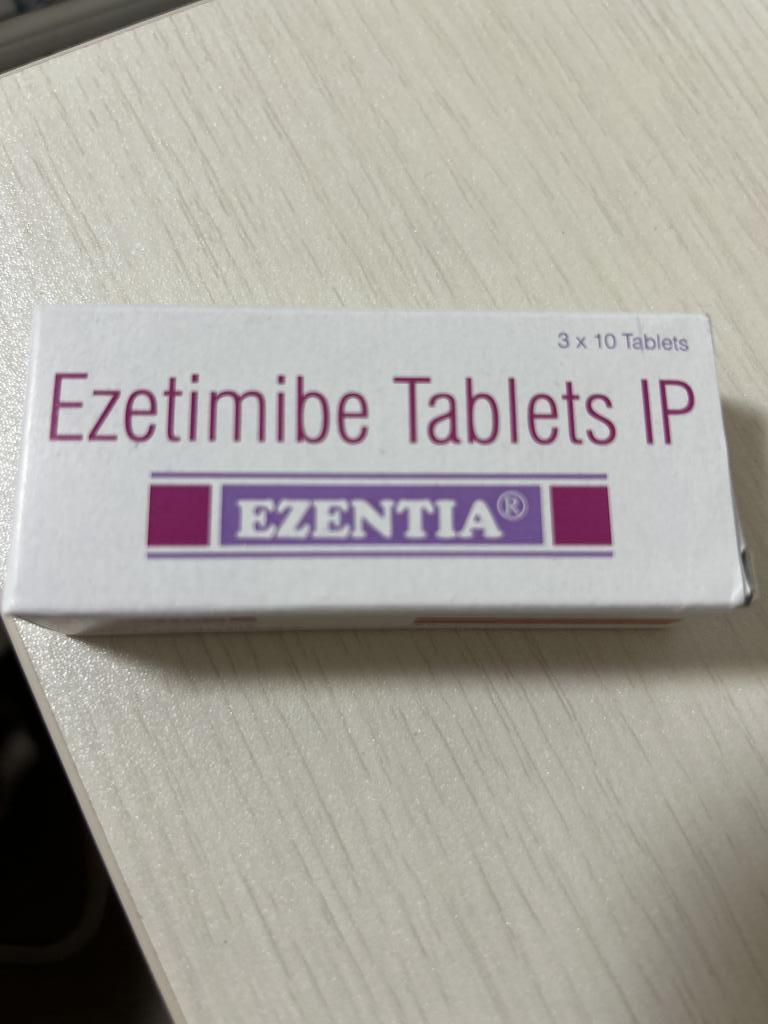 3 x 10 Tablets
Ezetimibe Tablets IP
EZENTIA®